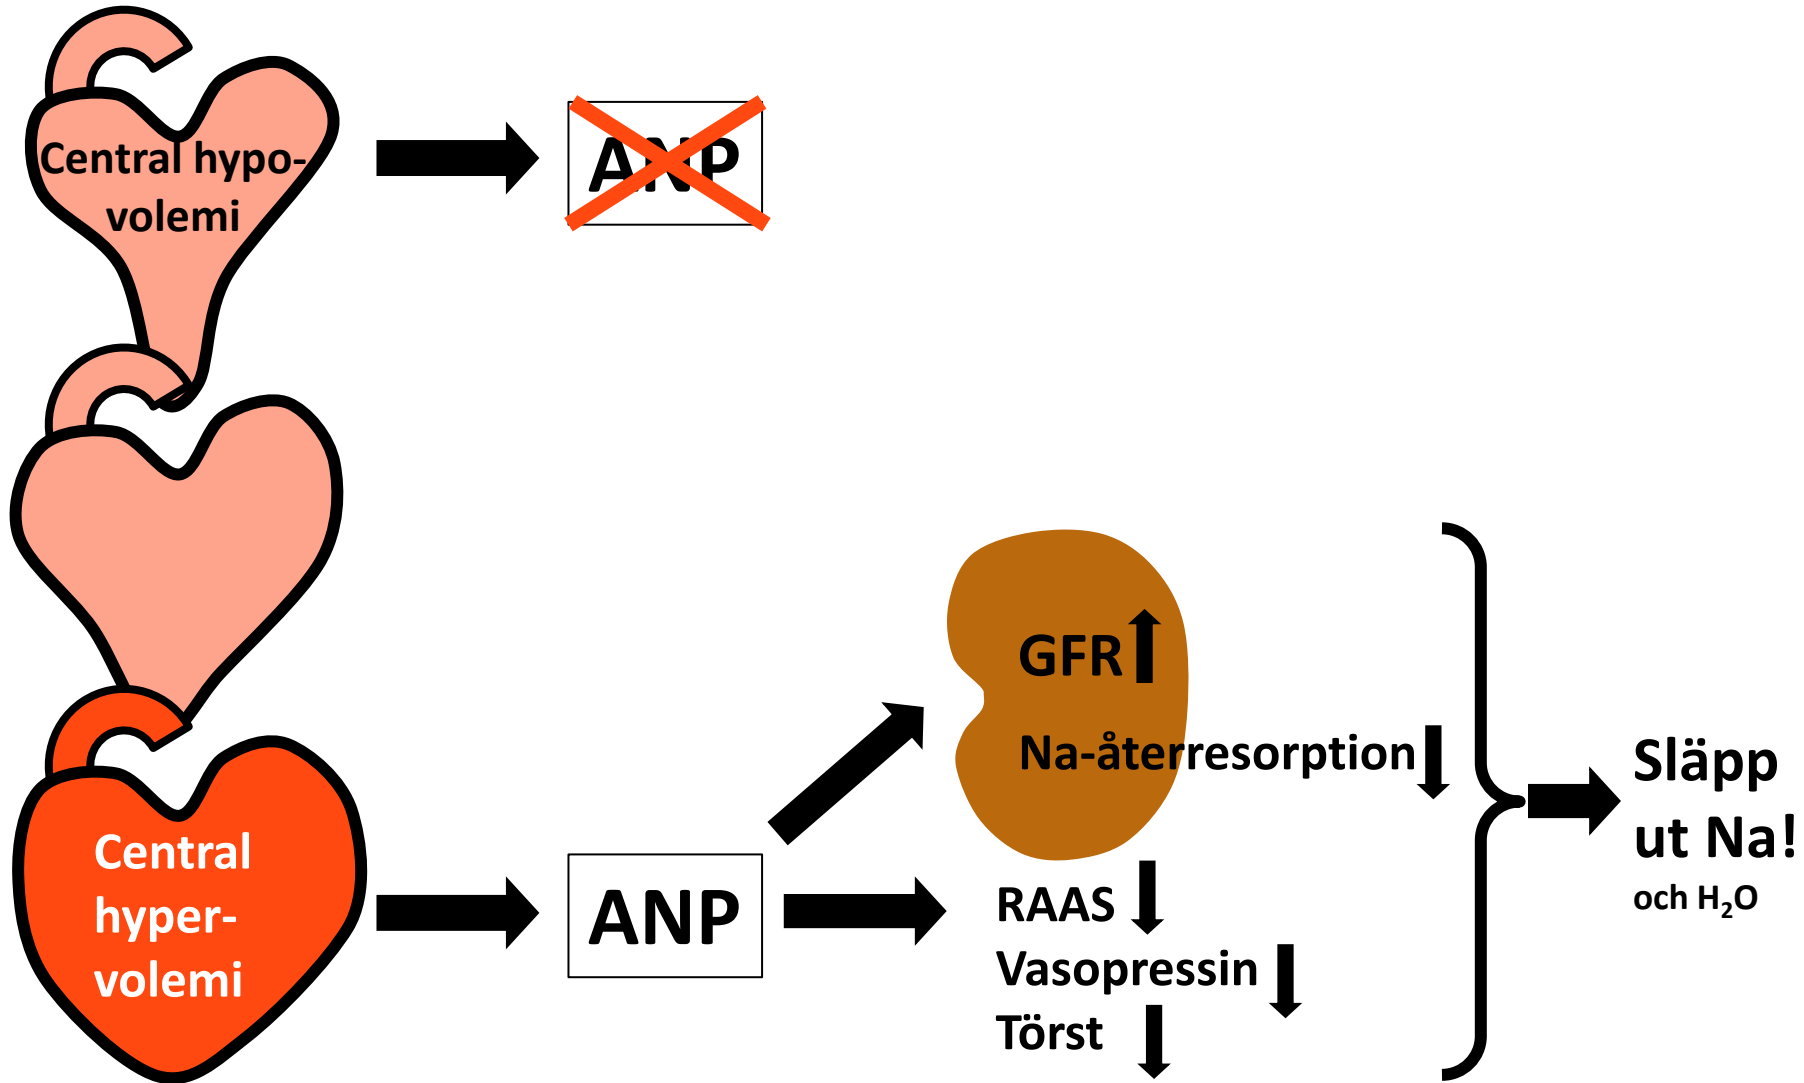 Central hypo-
volemi
ANP
GFR
Na-återresorption
Släpp
ut Na!
och H₂O
Central
hyper-
volemi
ANP
RAAS
Vasopressin
Törst